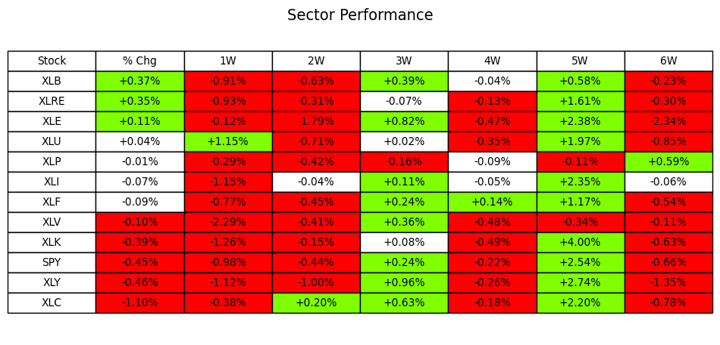 Sector Performance
Stock % Chg 1W 2W 3W 4W 5W 6W
XLB +0.37% -0.91% -0.63% +0.39% -0.04% +0.58% -0.23%
XLRE +0.35% -0.93% -0.31% -0.07% -0.13% +1.61% -0.30%
XLE +0.11% -0.12% -1.79% +0.82% -0.47% +2.38% -2.34%
XLU +0.04% +1.15% -0.71% +0.02% -0.35% +1.97% -0.85%
XLP -0.01% -0.29% -0.42% -0.16% -0.09% -0.11% +0.59%
XLI -0.07% -1.15% -0.04% +0.11% -0.05% +2.35% -0.06%
XLF -0.09% -0.77% -0.45% +0.24% +0.14% +1.17% -0.54%
XLV -0.10% -2.29% -0.41% +0.36% -0.48% -0.34% -0.11%
XLK -0.39% -1.26% -0.15% +0.08% -0.49% +4.00% -0.63%
SPY -0.45% -0.98% -0.44% +0.24% -0.22% +2.54% -0.66%
XLY -0.46% -1.12% -1.00% +0.96% -0.26% +2.74% -1.35%
XLC -1.10% -0.38% +0.20% +0.63% -0.18% +2.20% -0.78%